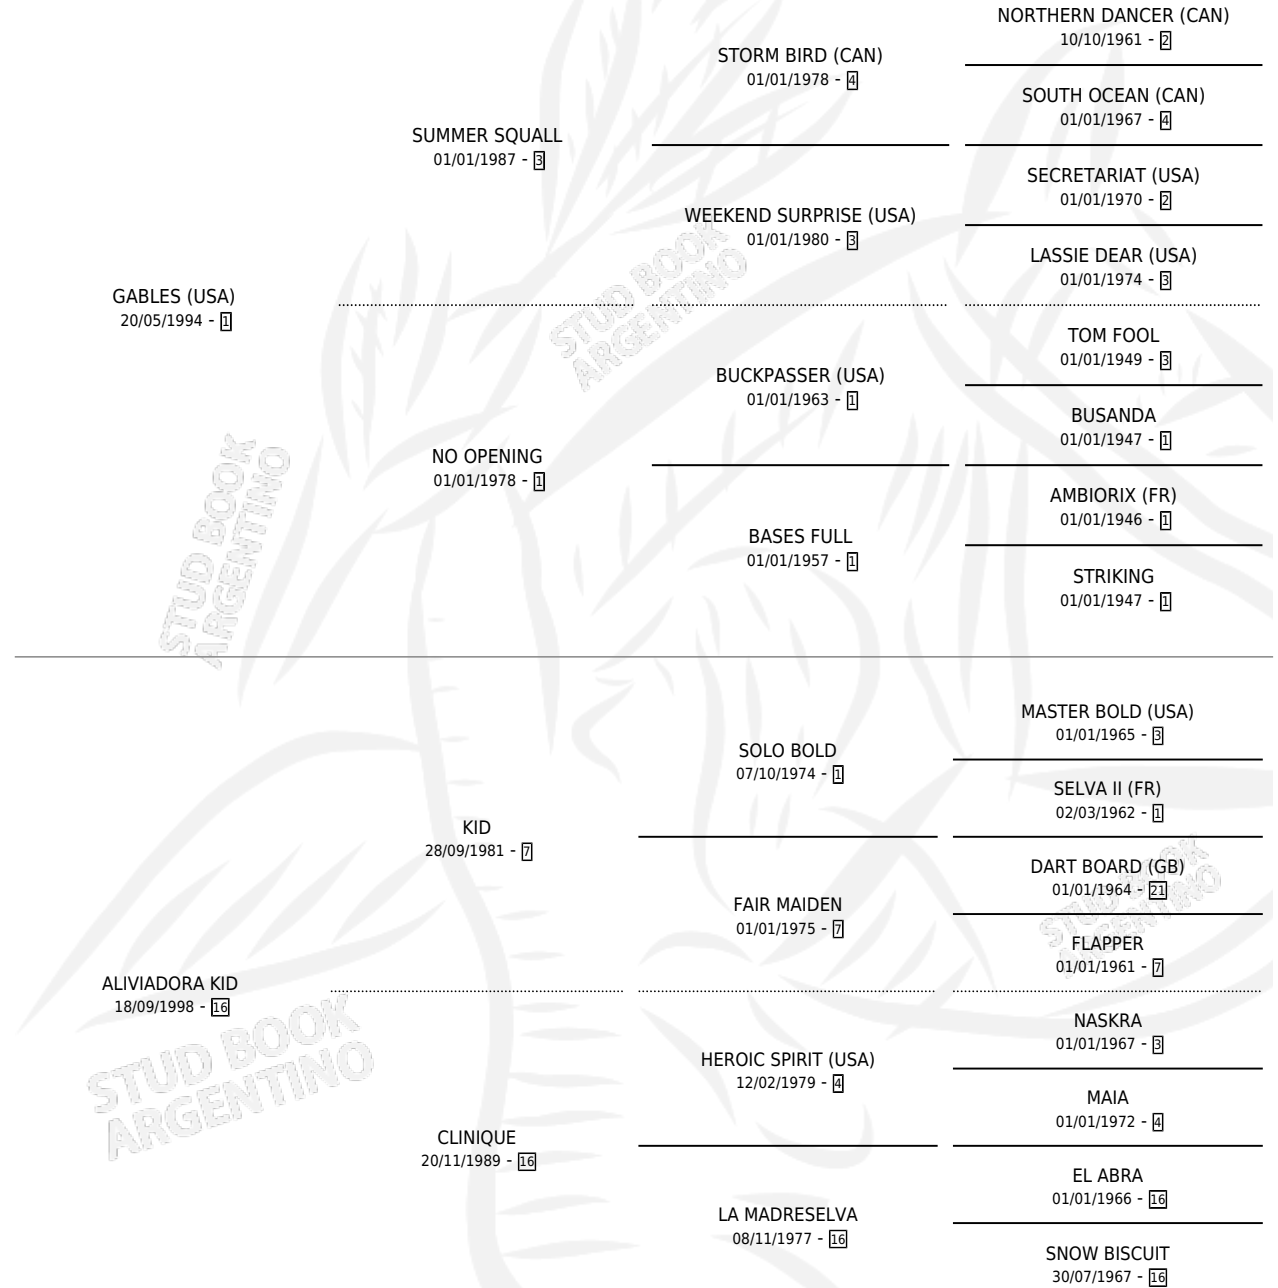 NORTHERN DANCER (CAN)
10/10/1961 - 2
STORM BIRD (CAN)
01/01/1978 - 4
SOUTH OCEAN (CAN)
01/01/1967 - 4
SUMMER SQUALL
01/01/1987 - 3
SECRETARIAT (USA)
01/01/1970 - 2
WEEKEND SURPRISE (USA)
01/01/1980 - 3
LASSIE DEAR (USA)
01/01/1974 - 3
GABLES (USA)
20/05/1994 - 1
TOM FOOL
01/01/1949 - 3
BUCKPASSER (USA)
01/01/1963 - 1
BUSANDA
01/01/1947 - 1
NO OPENING
01/01/1978 - 1
AMBIORIX (FR)
01/01/1946 - 1
BASES FULL
01/01/1957 - 1
STRIKING
01/01/1947 - 1
MASTER BOLD (USA)
01/01/1965 - 3
SOLO BOLD
07/10/1974 - 1
SELVA II (FR)
02/03/1962 - 1
KID
28/09/1981 - 7
DART BOARD (GB)
01/01/1964 - 21
FAIR MAIDEN
01/01/1975 - 7
FLAPPER
01/01/1961 - 7
ALIVIADORA KID
18/09/1998 - 16
NASKRA
01/01/1967 - 3
HEROIC SPIRIT (USA)
12/02/1979 - 4
MAIA
01/01/1972 - 4
CLINIQUE
20/11/1989 - 16
EL ABRA
01/01/1966 - 16
LA MADRESELVA
08/11/1977 - 16
SNOW BISCUIT
30/07/1967 - 16
STUD BOOK
ARGENTINO
STUD BOOK
ARGENTINO
STUD BOOK
ARGENTINO
STUD BOOK
ARGENTINO